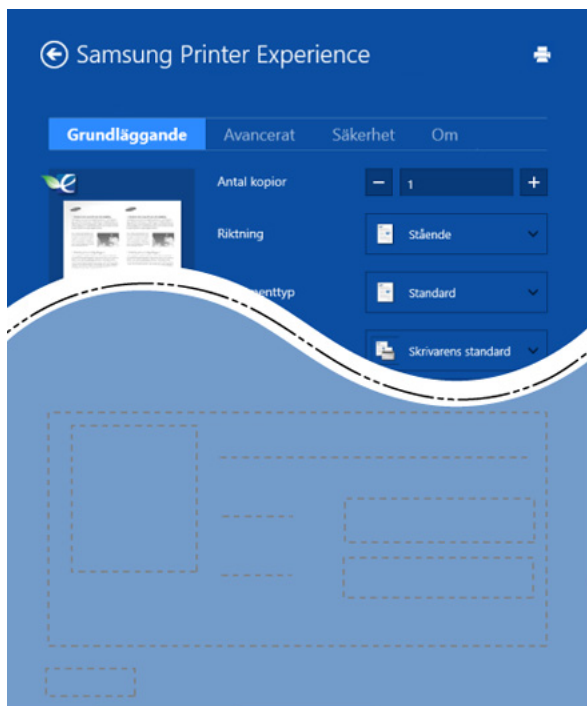 Samsung Printer Experience
Grundläggande Avancerat Säkerhet Om
Antal kopior 1
Riktning Stående
Standard
Skrivarens standard